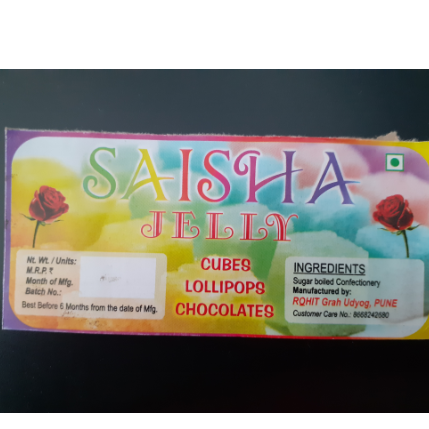 SAISHA
JELLY
CUBES
LOLLIPOPS
CHOCOLATES
Nt. Wt. / Units:
M.R.P. ₹
Month of Mfg.
Batch No.:
Best Before 6 Months from the date of Mfg.
INGREDIENTS
Sugar boiled Confectionery
Manufactured by:
ROHIT Grah Udyog, PUNE
Customer Care No.: 8668242680